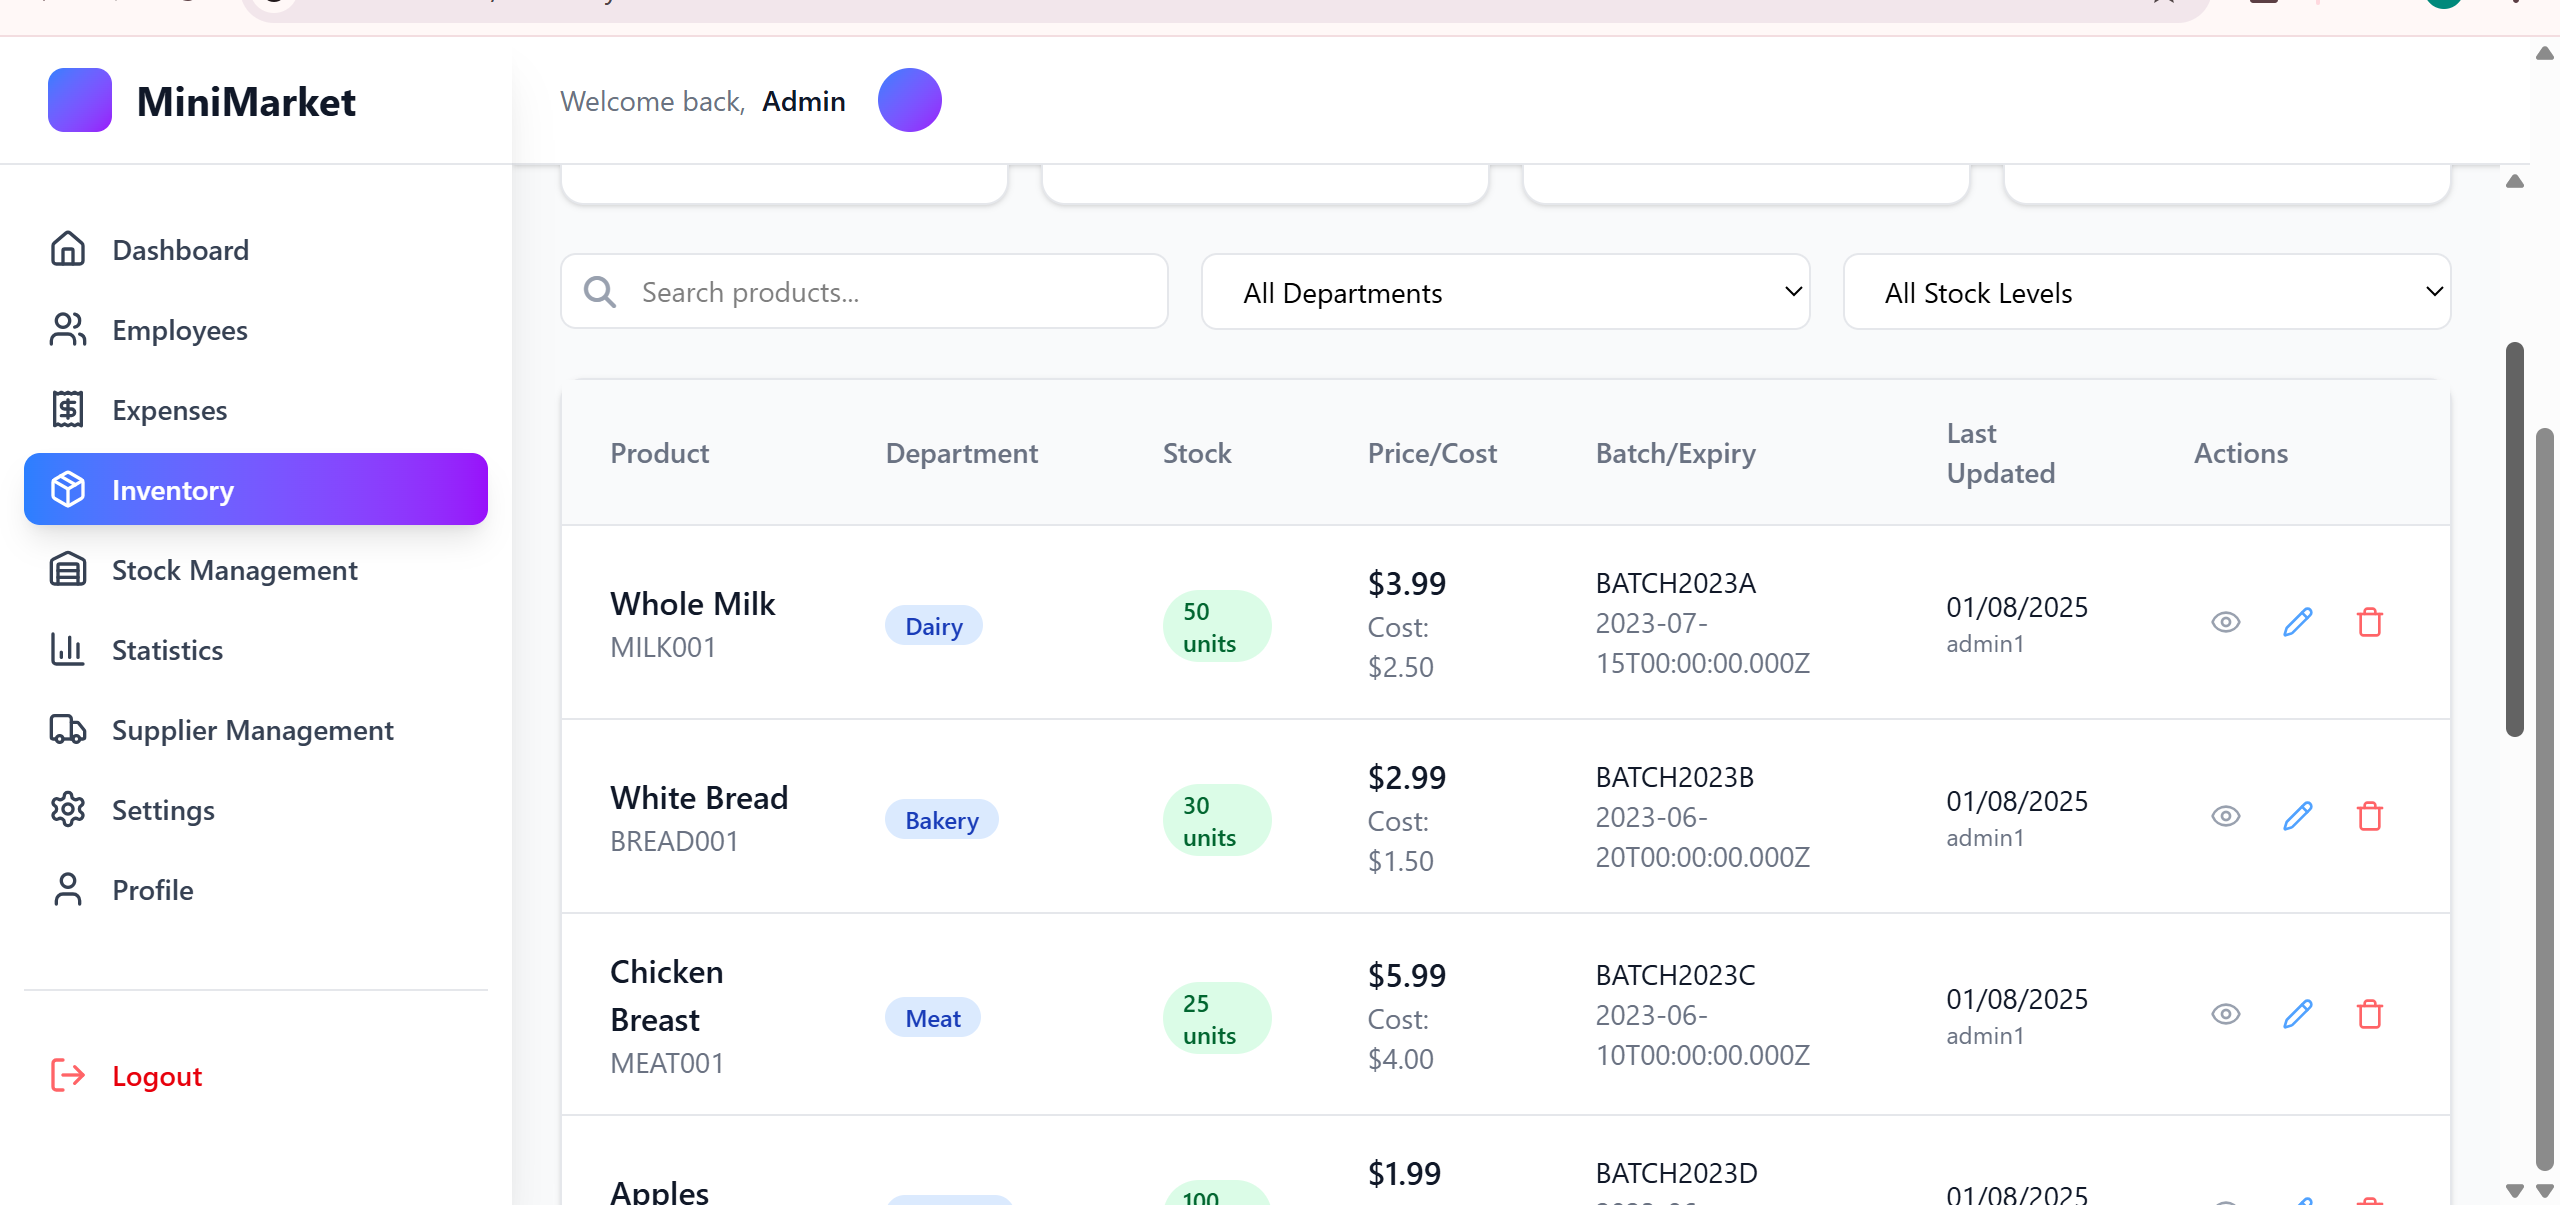 MiniMarket
Welcome back, Admin
Dashboard
Employees
Expenses
Inventory
Stock Management
Statistics
Supplier Management
Settings
Profile
Logout
Search products...
All Departments
All Stock Levels
Product
Department
Stock
Price/Cost
Batch/Expiry
Last
Updated
Actions
Whole Milk
MILK001
Dairy
50
units
$3.99
Cost:
$2.50
BATCH2023A
2023-07-
15T00:00:00.000Z
01/08/2025
admin1
White Bread
BREAD001
Bakery
30
units
$2.99
Cost:
$1.50
BATCH2023B
2023-06-
20T00:00:00.000Z
01/08/2025
admin1
Chicken
Breast
MEAT001
Meat
25
units
$5.99
Cost:
$4.00
BATCH2023C
2023-06-
10T00:00:00.000Z
01/08/2025
admin1
Apples
100
$1.99
BATCH2023D
01/08/2025